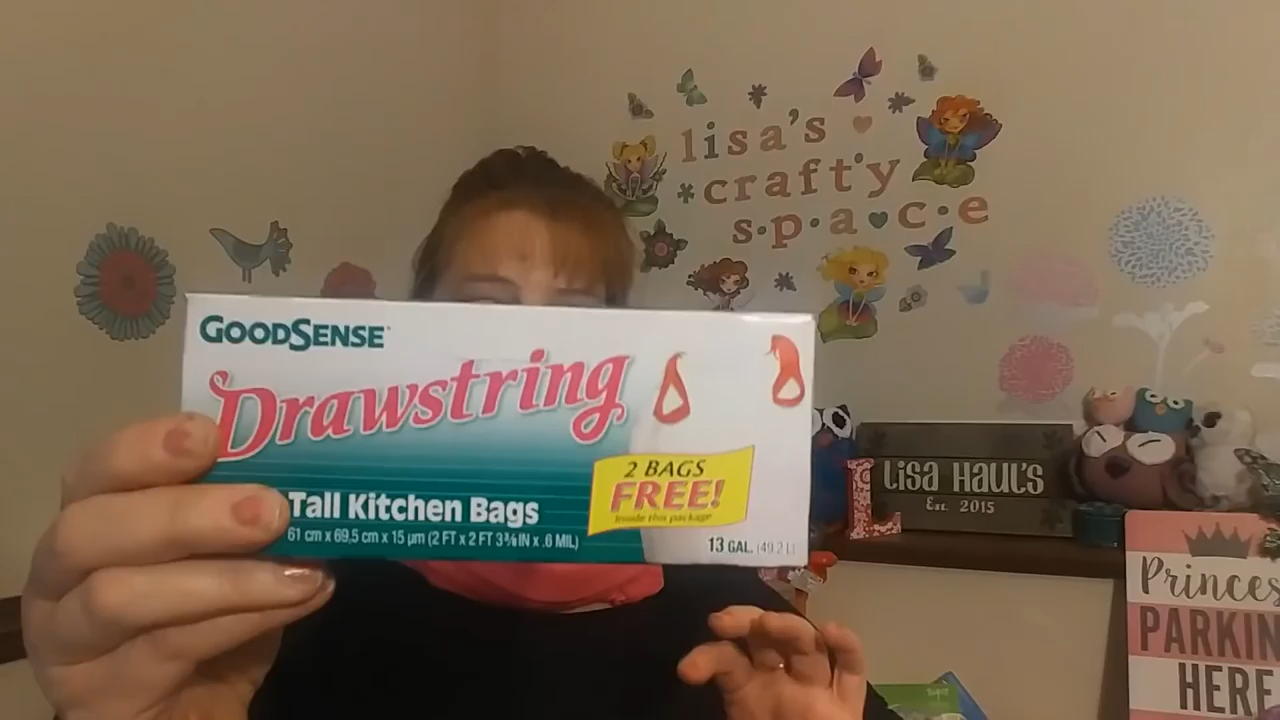 lisa's
crafty
s•p•a•c•e
GOODSENSE
Drawstring
2 BAGS
FREE!
Inside this package
Tall Kitchen Bags
61 cm x 69,5 cm x 15 µm (2 FT x 2 FT 3⅜ IN x .6 MIL)
13 GAL. (49.2 L)
L
LiSa HaUL'S
Est. 2015
Princes
PARKIN
HERE